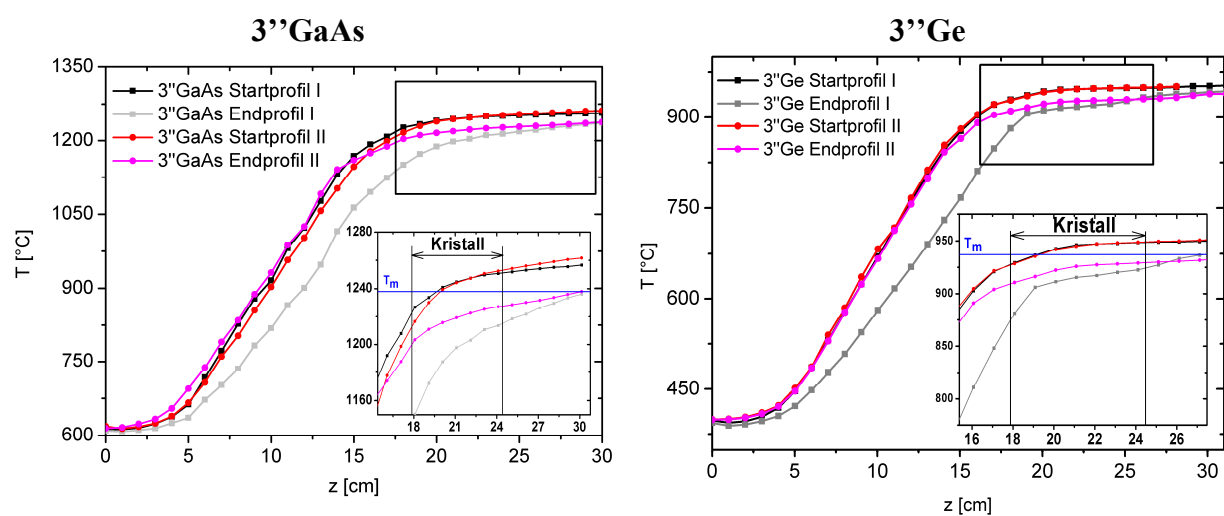 3’’GaAs
1350
1200
1050
900
750
600
T [°C]
3"GaAs Startprofil I
3"GaAs Endprofil I
3"GaAs Startprofil II
3"GaAs Endprofil II
Kristall
Tm
1280
1240
1200
1160
18 21 24 27 30
0 5 10 15 20 25 30
z [cm]
3’’Ge
900
750
600
450
T [°C]
3"Ge Startprofil I
3"Ge Endprofil I
3"Ge Startprofil II
3"Ge Endprofil II
Kristall
Tm
950
900
850
800
16 18 20 22 24 26
0 5 10 15 20 25 30
z [cm]